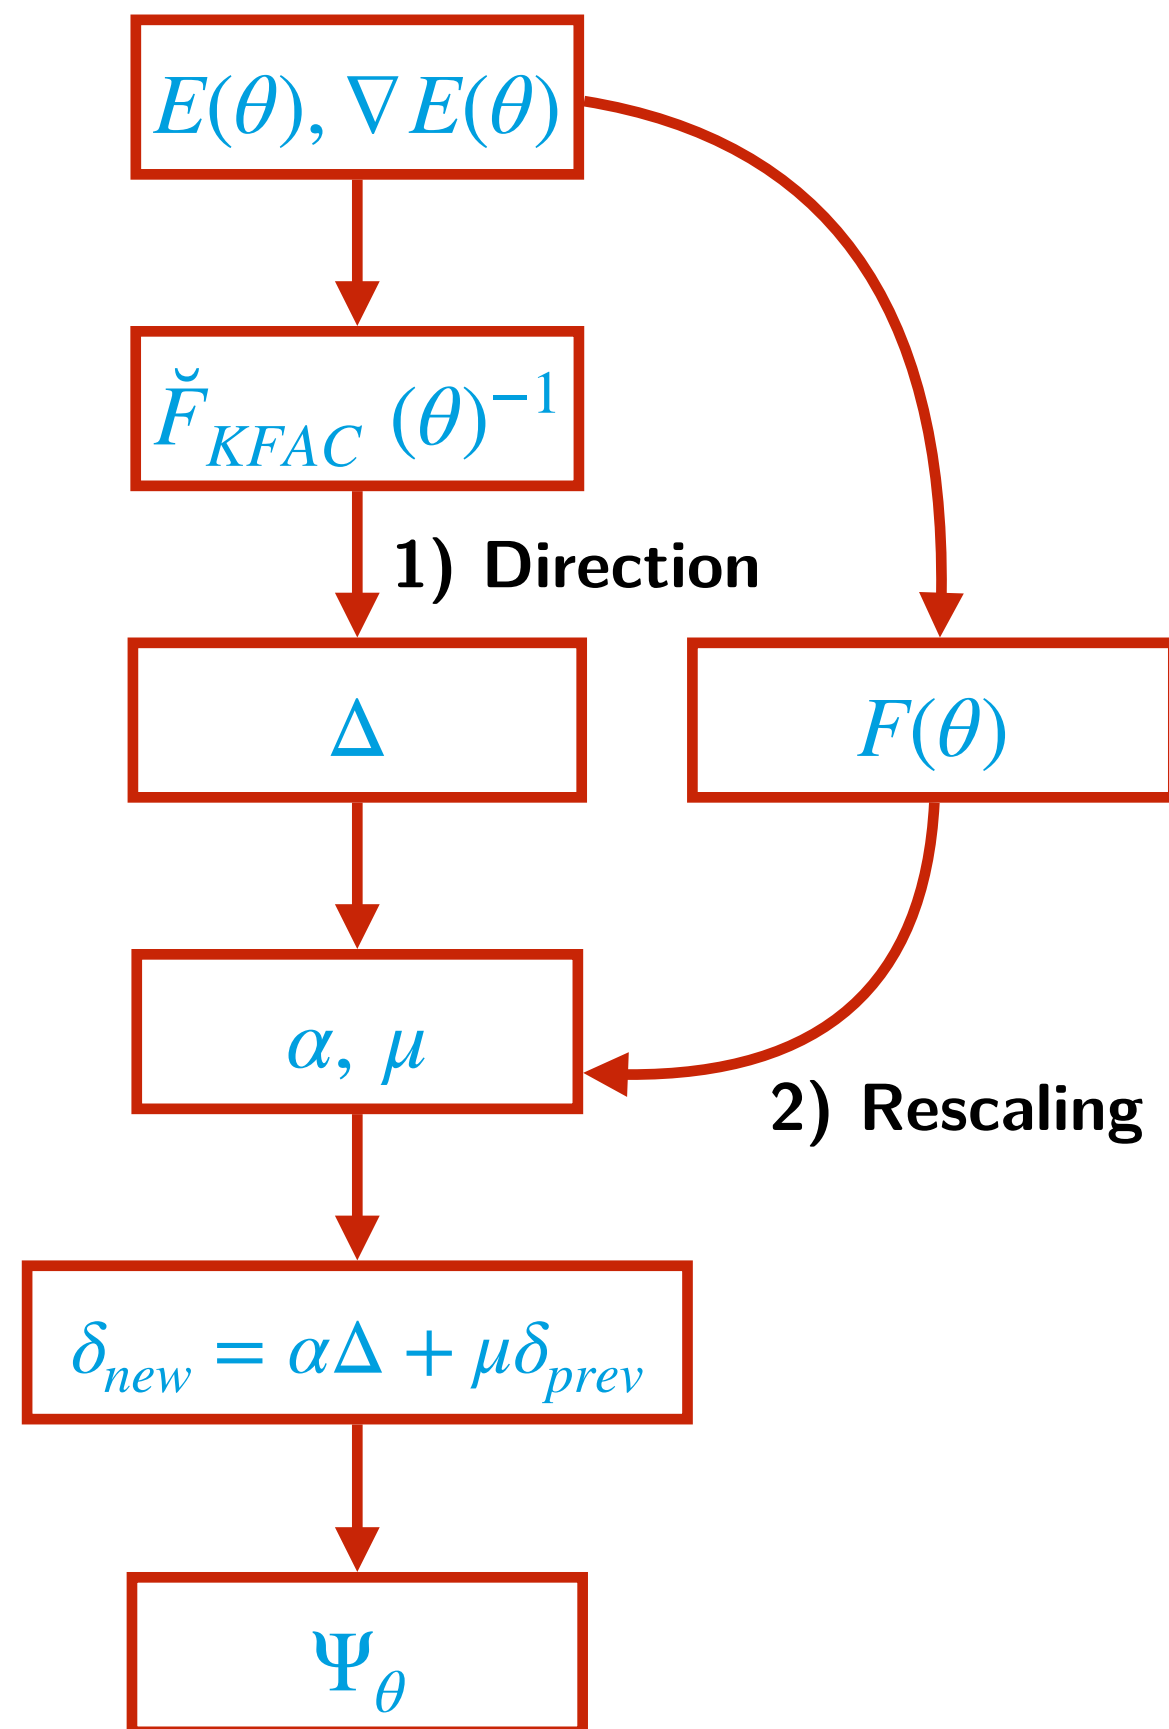 E(θ), ∇E(θ)
F̆_KFAC (θ)⁻¹
1) Direction
Δ
F(θ)
α, μ
2) Rescaling
δ_new = αΔ + μδ_prev
Ψ_θ